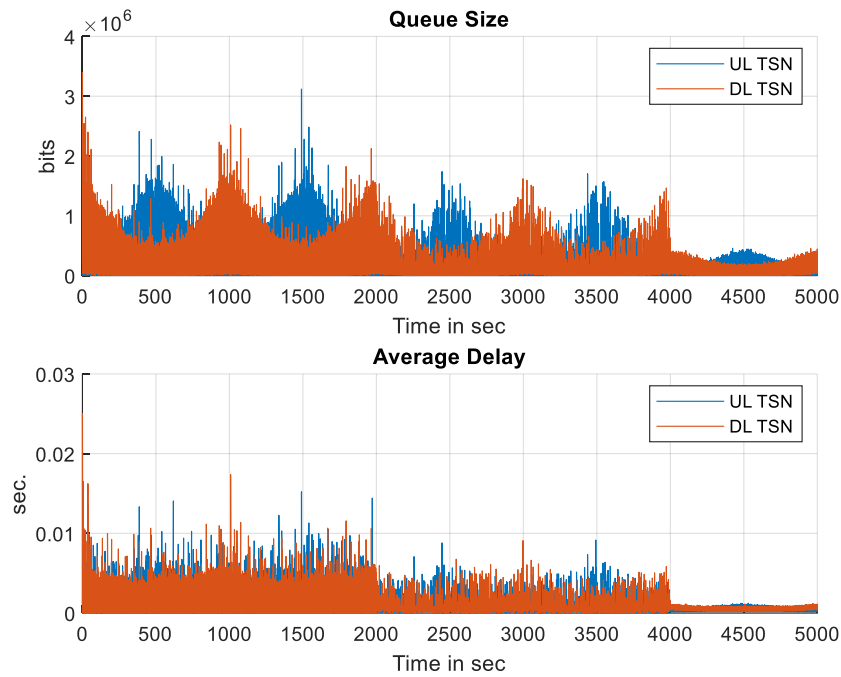 Queue Size
×10^6
4
3
2
1
0
bits
UL TSN
DL TSN
0 500 1000 1500 2000 2500 3000 3500 4000 4500 5000
Time in sec
Average Delay
0.03
0.02
0.01
0
sec.
UL TSN
DL TSN
0 500 1000 1500 2000 2500 3000 3500 4000 4500 5000
Time in sec